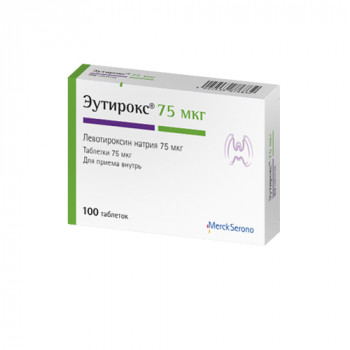 Эутирокс® 75 мкг
Левотироксин натрия 75 мкг
Таблетки 75 мкг
Для приема внутрь
100 таблеток
MerckSerono